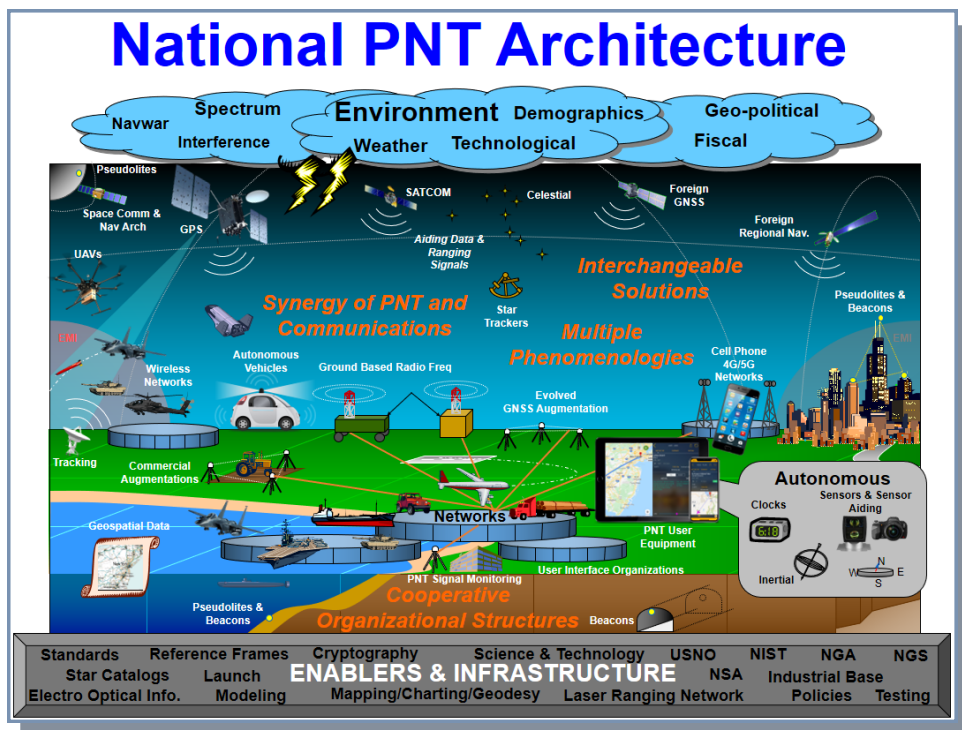 National PNT Architecture
Navwar
Spectrum
Interference
Environment
Weather
Demographics
Technological
Geo-political
Fiscal
Pseudolites
Space Comm &
Nav Arch
GPS
SATCOM
Celestial
Foreign
GNSS
Foreign
Regional Nav.
UAVs
Aiding Data &
Ranging
Signals
Interchangeable
Solutions
Synergy of PNT and
Communications
Star
Trackers
Pseudolites &
Beacons
Multiple
Phenomenologies
EMI
EMI
Wireless
Networks
Autonomous
Vehicles
Ground Based Radio Freq
Cell Phone
4G/5G
Networks
Evolved
GNSS Augmentation
Tracking
Commercial
Augmentations
Autonomous
Clocks
Sensors & Sensor
Aiding
6:18
Inertial
N
W
E
S
Geospatial Data
Networks
PNT User
Equipment
PNT Signal Monitoring
User Interface Organizations
Cooperative
Organizational Structures
Pseudolites &
Beacons
Beacons
Standards Reference Frames Cryptography Science & Technology USNO NIST NGA NGS
Star Catalogs Launch ENABLERS & INFRASTRUCTURE NSA Industrial Base
Electro Optical Info. Modeling Mapping/Charting/Geodesy Laser Ranging Network Policies Testing